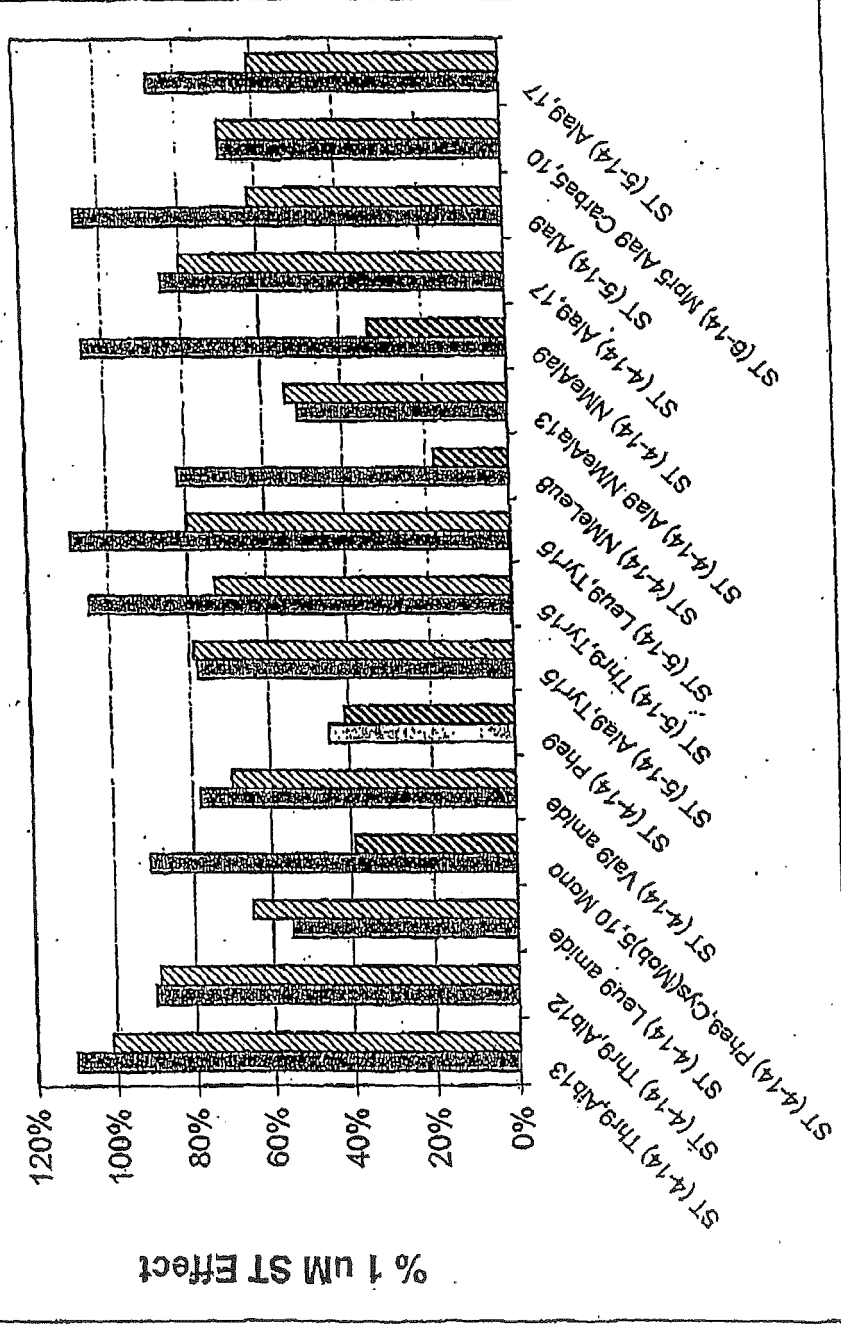 % 1 uM ST Effect
120%
100%
80%
60%
40%
20%
0%
ST (4-14) Thr9,Aib13
ST (4-14) Thr9,Aib12
ST (4-14) Leu9 amide
ST (4-14) Phe9,Cys(Mob)5,10 Mono
ST (4-14) Val9 amide
ST (4-14) Phe9
ST (5-14) Ala9,Tyr15
ST (5-14) Thr9,Tyr15
ST (5-14) Leu9,Tyr15
ST (4-14) NMeLeu8
ST (4-14) Ala9 NMeAla13
ST (4-14) NMeAla9
ST (4-14) Ala9,17
ST (5-14) Ala9
ST (6-14) Mpr5 Ala9 Carba5,10
ST (5-14) Ala9,17